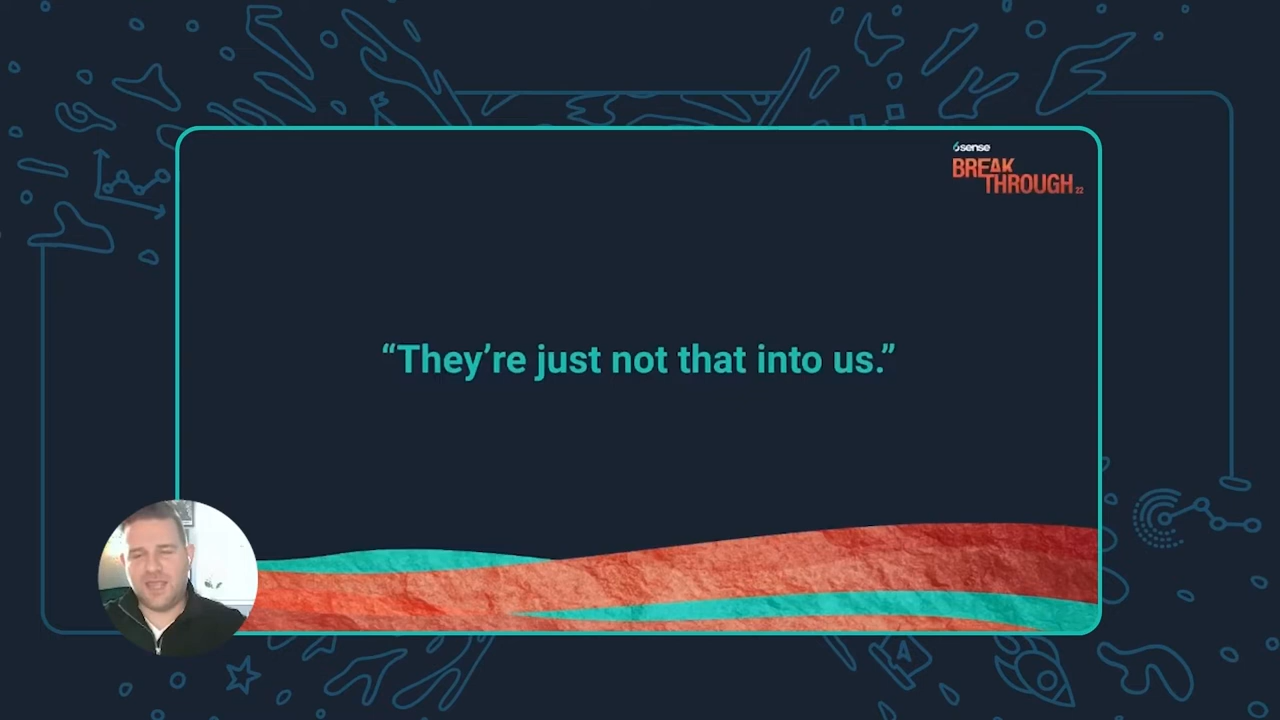 6sense
BREAK
THROUGH 22
“They’re just not that into us.”
A